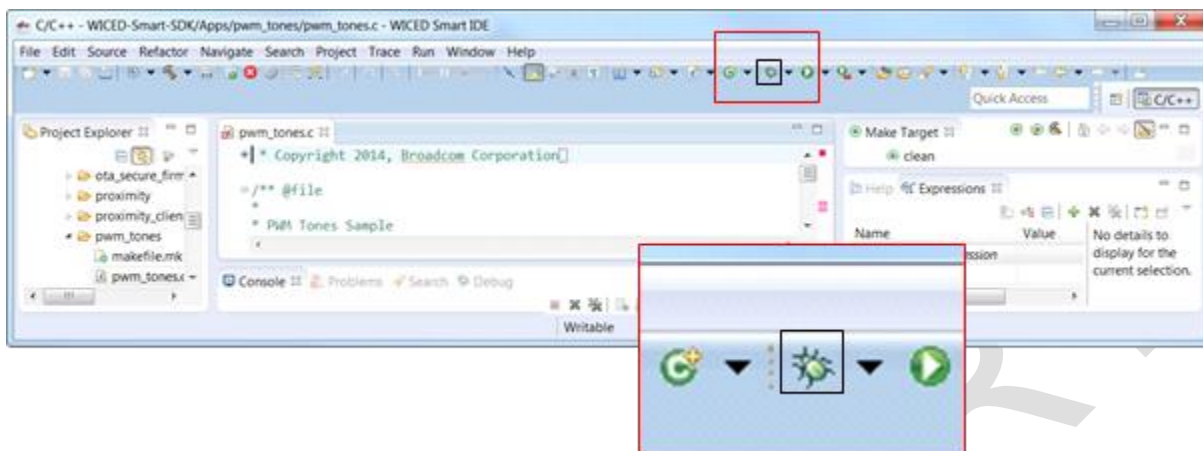 C/C++ - WICED-Smart-SDK/Apps/pwm_tones/pwm_tones.c - WICED Smart IDE
File Edit Source Refactor Navigate Search Project Trace Run Window Help
Quick Access
C/C++
Project Explorer
ota_secure_firm
proximity
proximity_clien
pwm_tones
makefile.mk
pwm_tones.c
pwm_tones.c
* Copyright 2014, Broadcom Corporation
/** @file
*
* PWM Tones Sample
Console Problems Search Debug
Writable
Make Target
clean
Help Expressions
Name Value
ession
No details to
display for the
current selection.
R